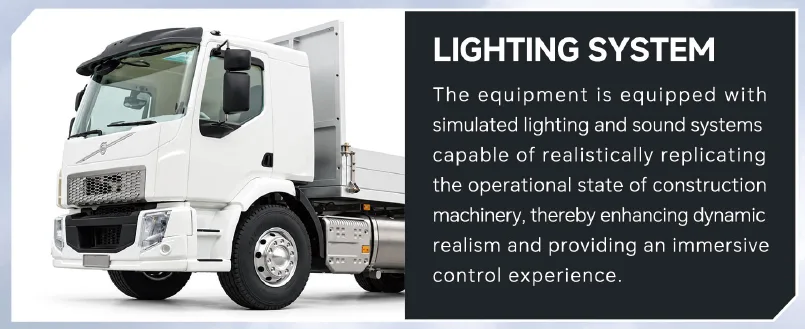 LIGHTING SYSTEM
The equipment is equipped with
simulated lighting and sound systems
capable of realistically replicating
the operational state of construction
machinery, thereby enhancing dynamic
realism and providing an immersive
control experience.